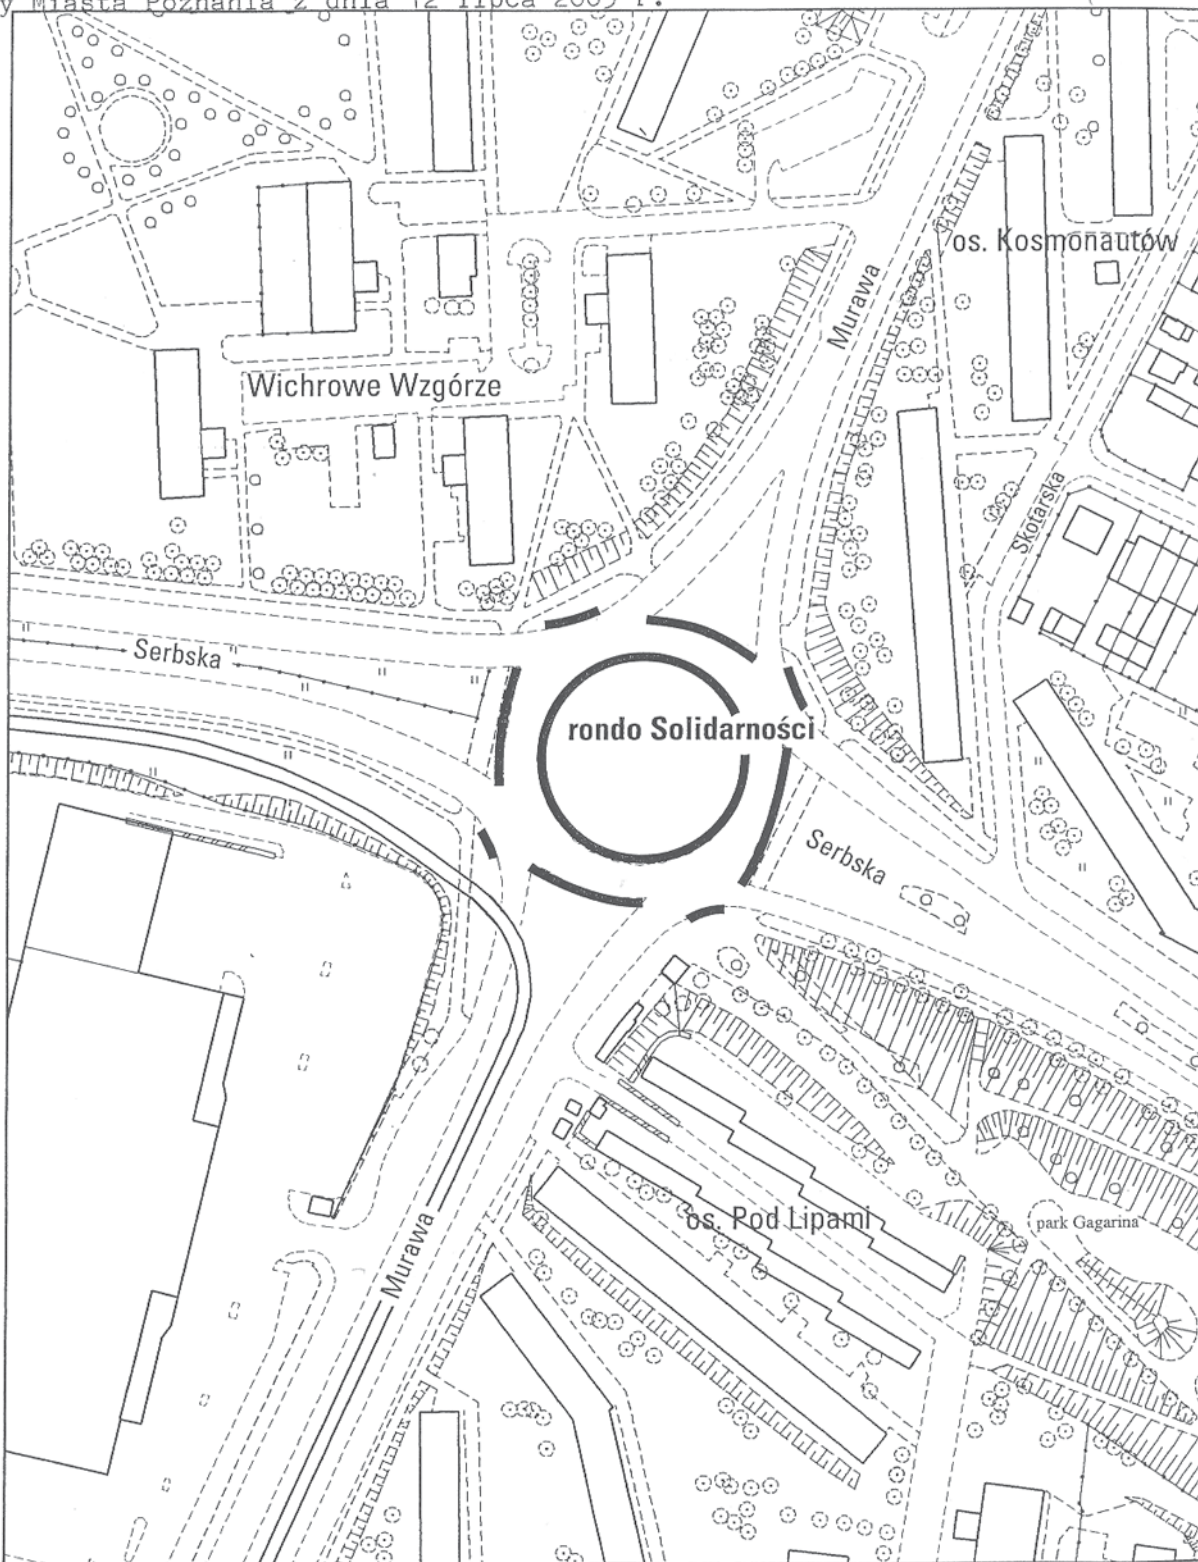 y Miasta Poznania z dnia 12 lipca 2005 r.
os. Kosmonautów
Murawa
Wichrowe Wzgórze
Skotarska
Serbska
rondo Solidarności
Serbska
os. Pod Lipami
park Gagarina
Murawa